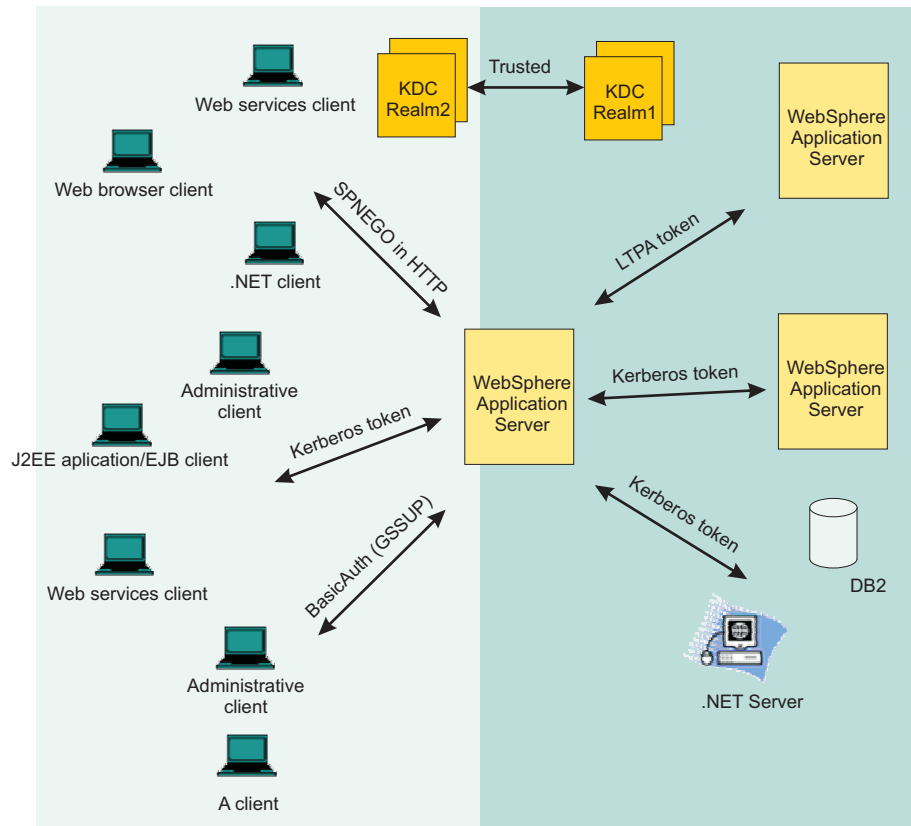 Web services client
KDC
Realm2
Trusted
KDC
Realm1
WebSphere
Application
Server
Web browser client
SPNEGO in HTTP
.NET client
LTPA token
Administrative
client
WebSphere
Application
Server
Kerberos token
WebSphere
Application
Server
J2EE aplication/EJB client
Kerberos token
Kerberos token
Web services client
BasicAuth (GSSUP)
DB2
Administrative
client
.NET Server
A client